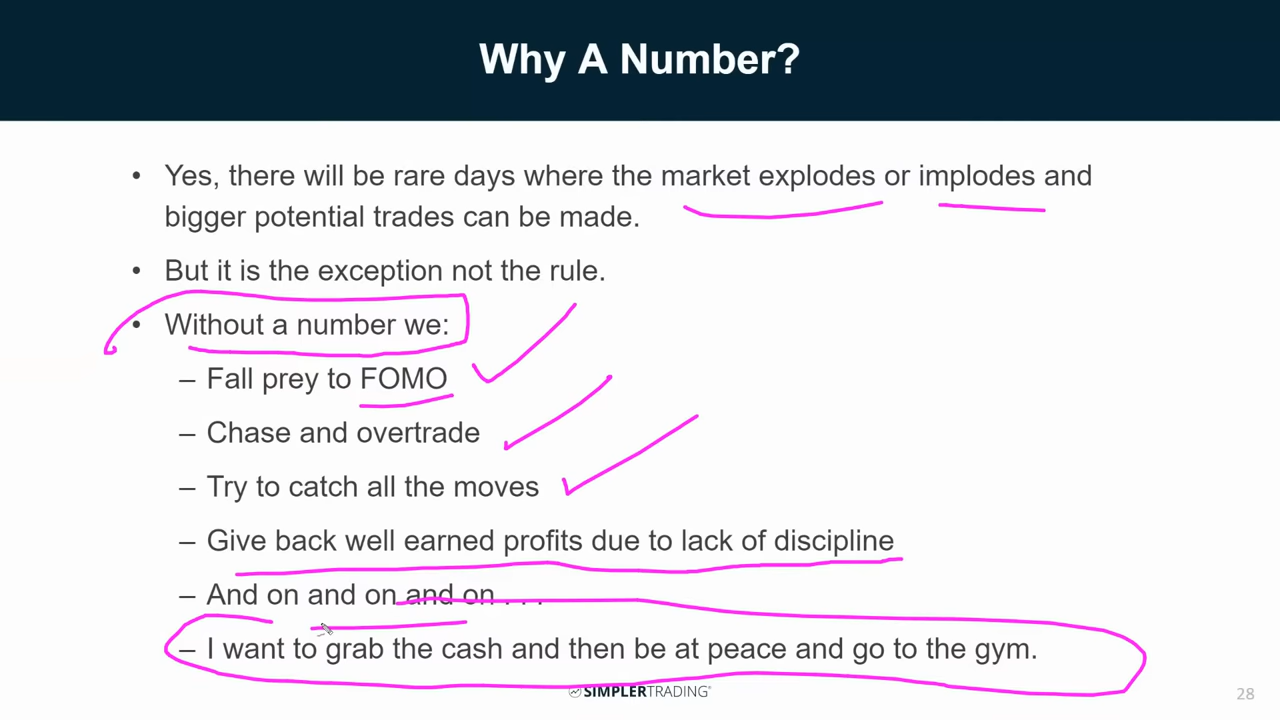 Why A Number?
• Yes, there will be rare days where the market explodes or implodes and
bigger potential trades can be made.
• But it is the exception not the rule.
• Without a number we:
– Fall prey to FOMO
– Chase and overtrade
– Try to catch all the moves
– Give back well earned profits due to lack of discipline
– And on and on and on . . .
– I want to grab the cash and then be at peace and go to the gym.
SIMPLERTRADING®
28